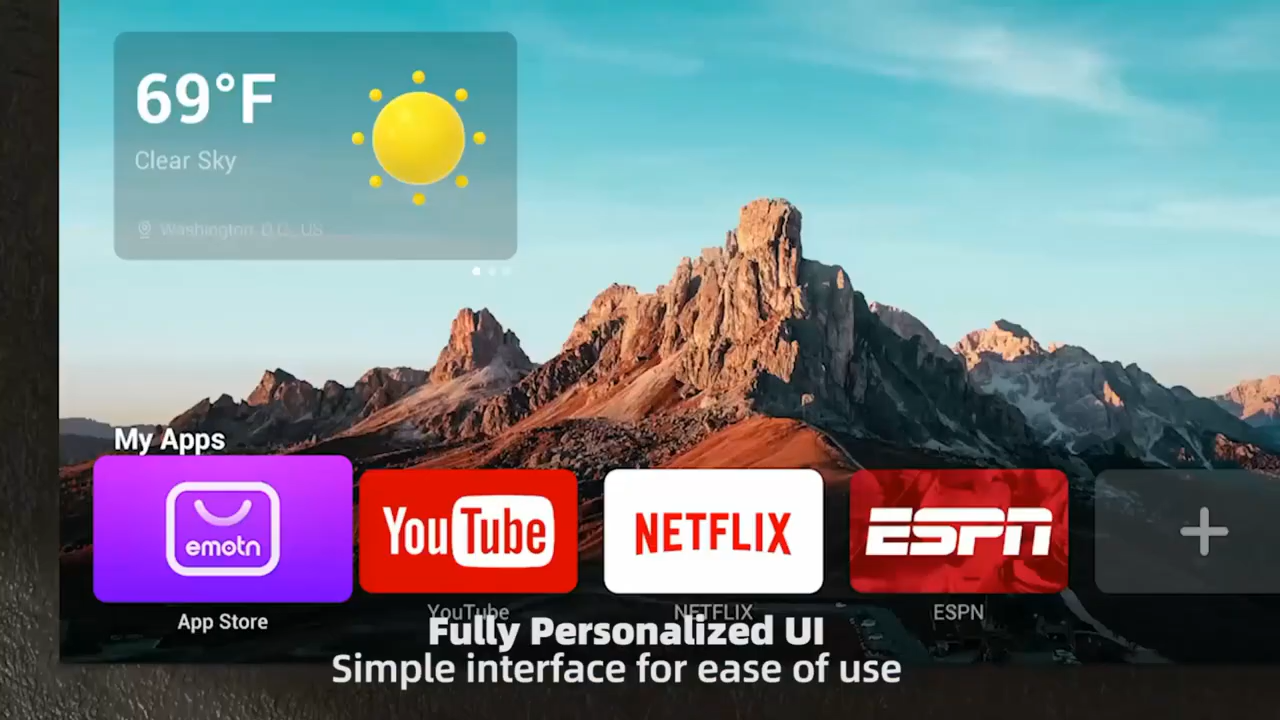 69°F
Clear Sky
Washington, D.C., US
My Apps
emotn
YouTube
NETFLIX
ESPN
App Store
YouTube
NETFLIX
ESPN
Fully Personalized UI
Simple interface for ease of use